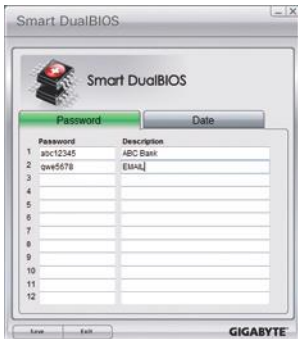 Smart DualBIOS
Smart DualBIOS
Password Date
Password Description
1 abc12345 ABC Bank
2 qwe5678 EMAIL
3
4
5
6
7
8
9
10
11
12
Save Exit GIGABYTE